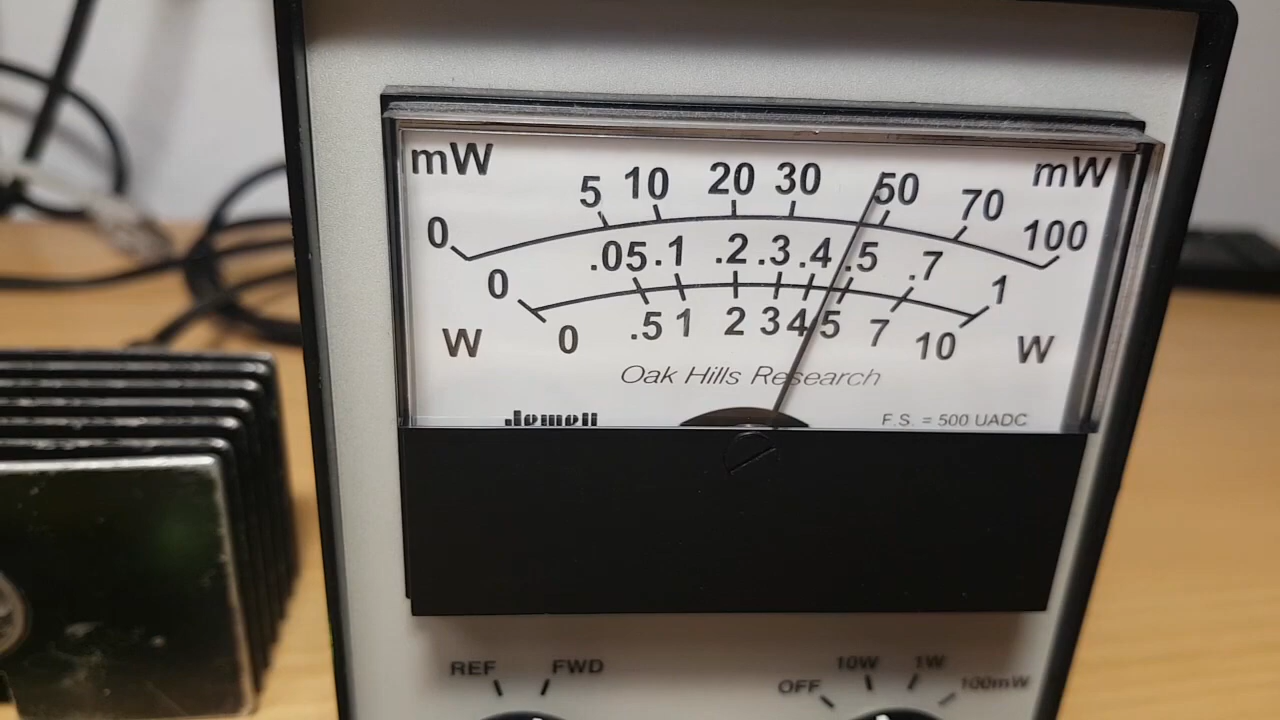 mW mW
5 10 20 30 50 70
0 100
.05 .1 .2 .3 .4 .5 .7
0 1
W 0 .5 1 2 3 4 5 7 10 W
Oak Hills Research
Jewell F.S. = 500 UADC
REF FWD
OFF 10W 1W 100mW